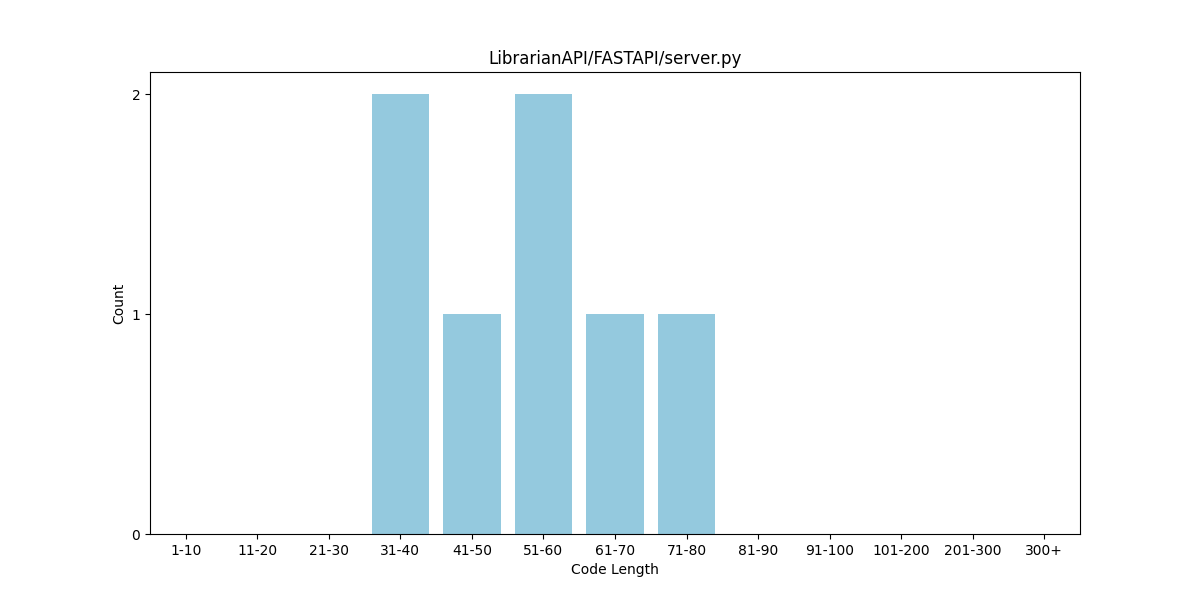 LibrarianAPI/FASTAPI/server.py
2
1
0
Count
1-10 11-20 21-30 31-40 41-50 51-60 61-70 71-80 81-90 91-100 101-200 201-300 300+
Code Length